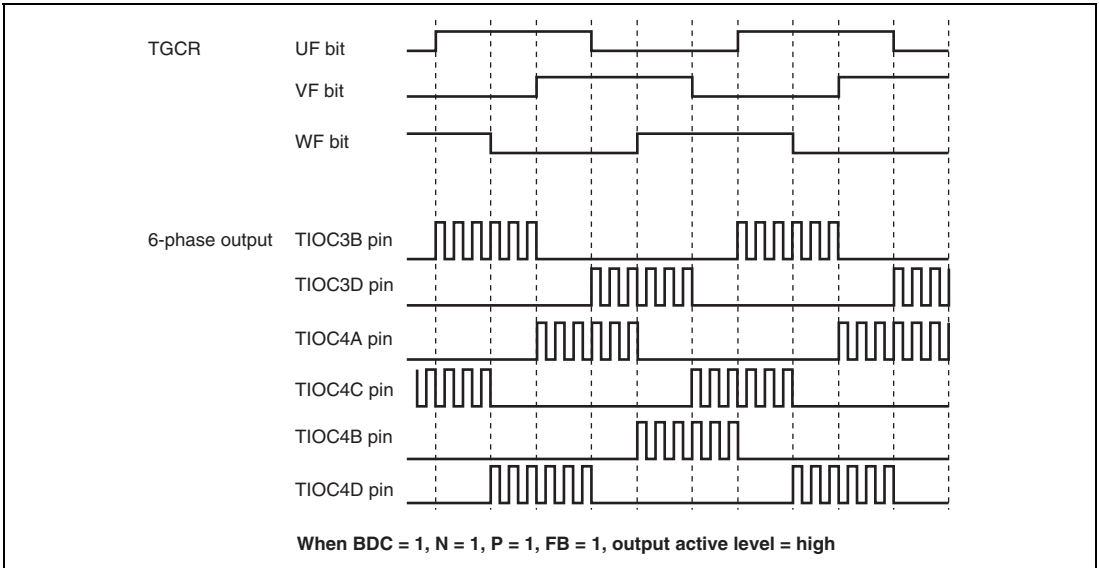 TGCR UF bit
VF bit
WF bit
6-phase output TIOC3B pin
TIOC3D pin
TIOC4A pin
TIOC4C pin
TIOC4B pin
TIOC4D pin
When BDC = 1, N = 1, P = 1, FB = 1, output active level = high